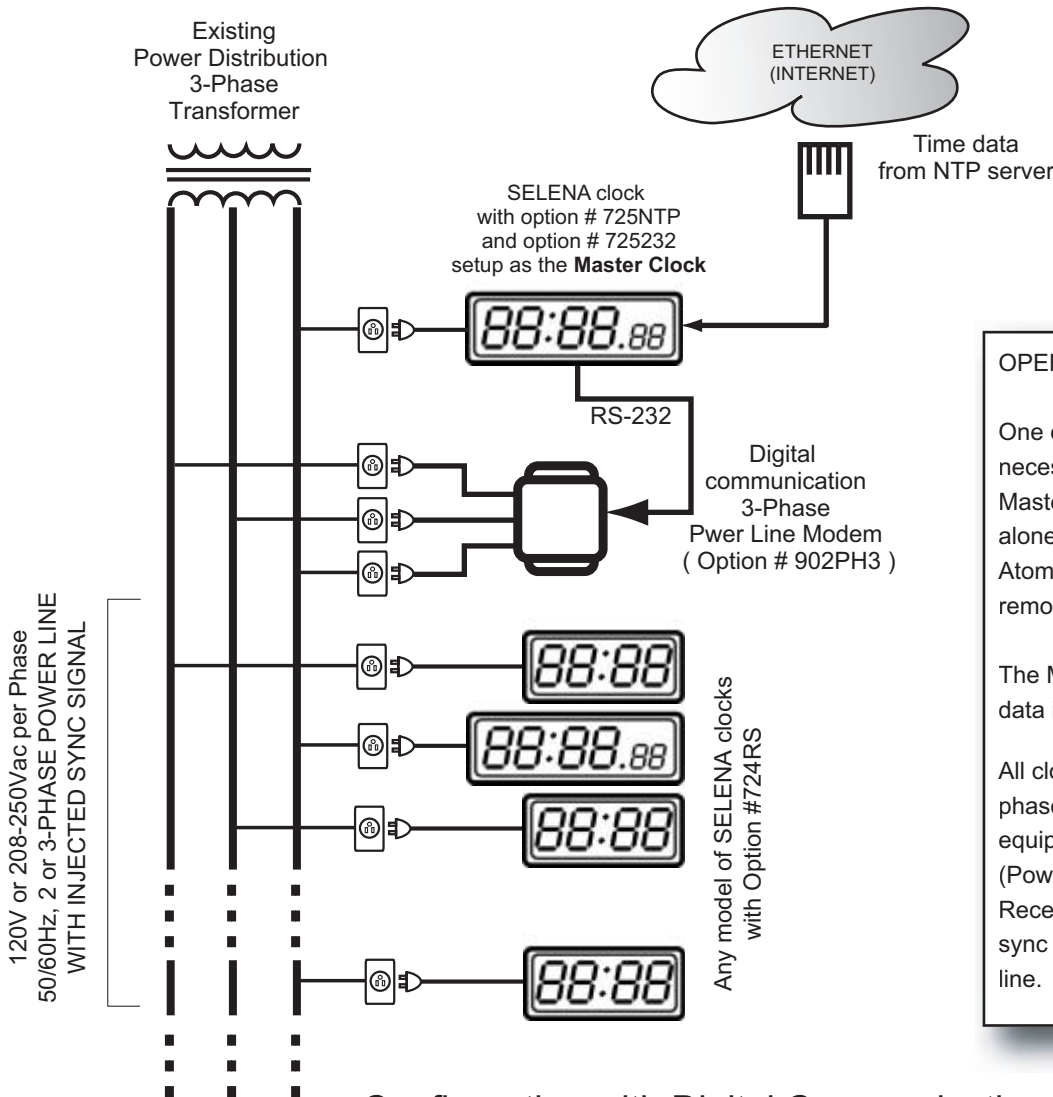 Existing
Power Distribution
3-Phase
Transformer
ETHERNET
(INTERNET)
Time data
from NTP server
SELENA clock
with option # 725NTP
and option # 725232
setup as the Master Clock
88:88.88
RS-232
Digital
communication
3-Phase
Pwer Line Modem
( Option # 902PH3 )
120V or 208-250Vac per Phase
50/60Hz, 2 or 3-PHASE POWER LINE
WITH INJECTED SYNC SIGNAL
88:88
88:88.88
88:88
88:88
Any model of SELENA clocks
with Option #724RS
One
Master
alone
Atom
remo
The
data
All
phase
equip
(Pow
Rece
sync
line.